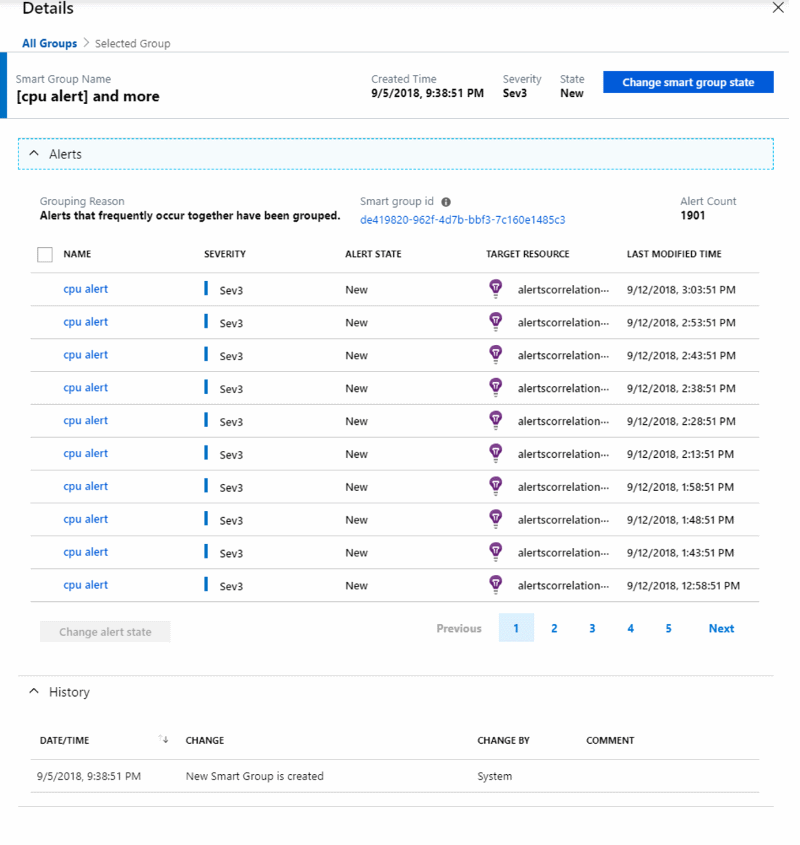 Details
All Groups > Selected Group
Smart Group Name Created Time Severity State
[cpu alert] and more 9/5/2018, 9:38:51 PM Sev3 New Change smart group state
Alerts
Grouping Reason Smart group id Alert Count
Alerts that frequently occur together have been grouped. de419820-962f-4d7b-bbf3-7c160e1485c3 1901
NAME SEVERITY ALERT STATE TARGET RESOURCE LAST MODIFIED TIME
cpu alert Sev3 New alertscorrelation··· 9/12/2018, 3:03:51 PM
cpu alert Sev3 New alertscorrelation··· 9/12/2018, 2:53:51 PM
cpu alert Sev3 New alertscorrelation··· 9/12/2018, 2:43:51 PM
cpu alert Sev3 New alertscorrelation··· 9/12/2018, 2:38:51 PM
cpu alert Sev3 New alertscorrelation··· 9/12/2018, 2:28:51 PM
cpu alert Sev3 New alertscorrelation··· 9/12/2018, 2:13:51 PM
cpu alert Sev3 New alertscorrelation··· 9/12/2018, 1:58:51 PM
cpu alert Sev3 New alertscorrelation··· 9/12/2018, 1:48:51 PM
cpu alert Sev3 New alertscorrelation··· 9/12/2018, 1:43:51 PM
cpu alert Sev3 New alertscorrelation··· 9/12/2018, 12:58:51 PM
Change alert state Previous 1 2 3 4 5 Next
History
DATE/TIME CHANGE CHANGE BY COMMENT
9/5/2018, 9:38:51 PM New Smart Group is created System